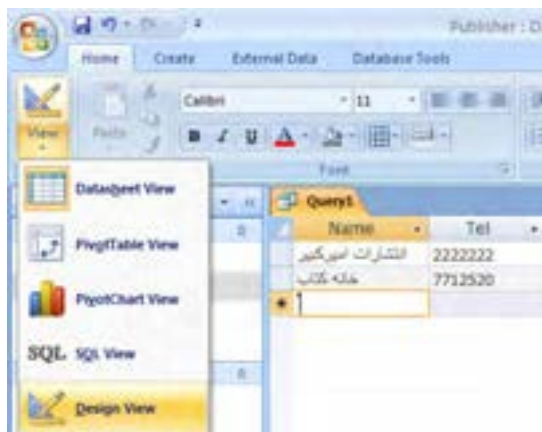 Publisher : D
Home Create External Data Database Tools
View Paste Calibri 11
B I U A
Font
Datasheet View
PivotTable View
PivotChart View
SQL SQL View
Design View
Query1
Name Tel
انتشارات امیرکبیر 2222222
خانه کتاب 7712520